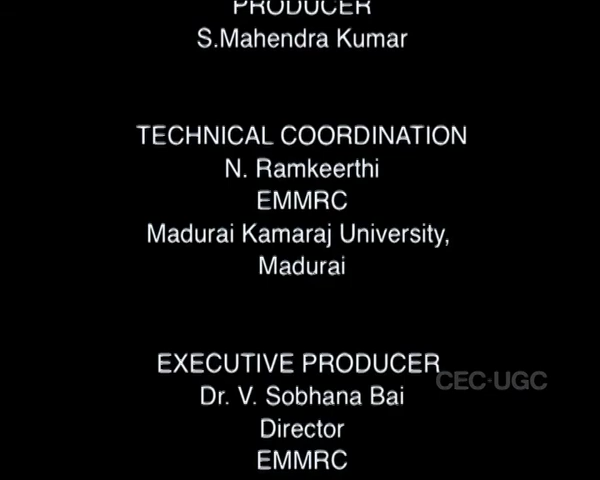 PRODUCER
S.Mahendra Kumar
TECHNICAL COORDINATION
N. Ramkeerthi
EMMRC
Madurai Kamaraj University,
Madurai
EXECUTIVE PRODUCER
CEC-UGC
Dr. V. Sobhana Bai
Director
EMMRC